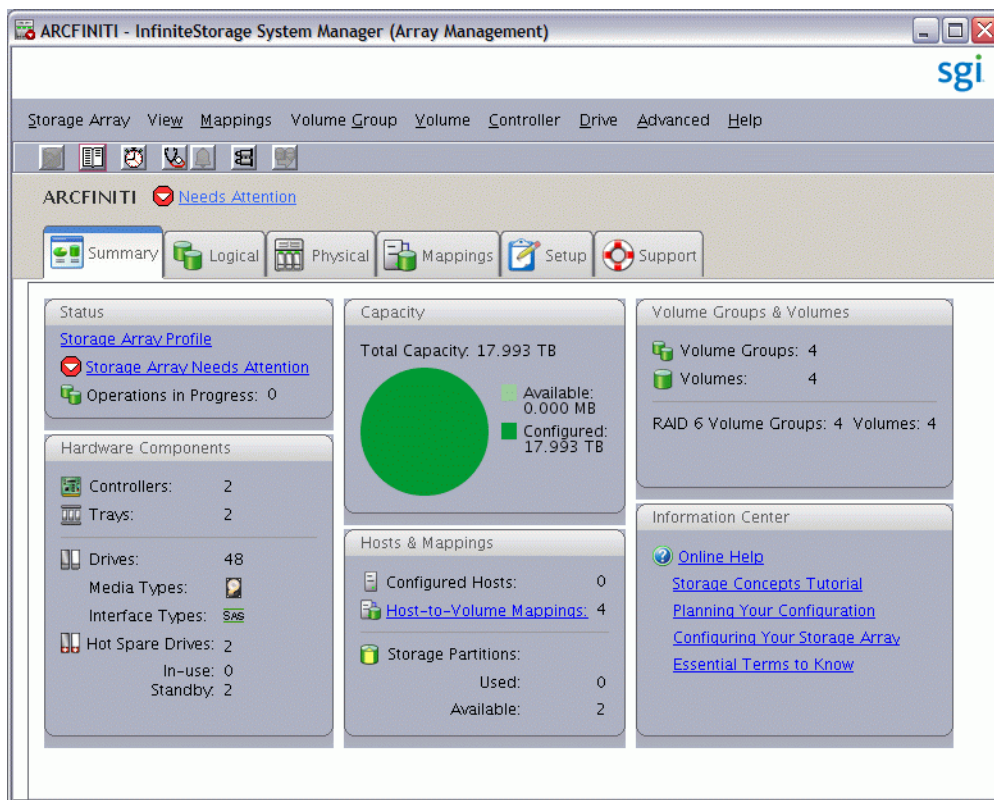 ARCFINITI - InfiniteStorage System Manager (Array Management)
sgi
Storage Array View Mappings Volume Group Volume Controller Drive Advanced Help
ARCFINITI Needs Attention
Summary Logical Physical Mappings Setup Support
Status
Storage Array Profile
Storage Array Needs Attention
Operations in Progress: 0
Hardware Components
Controllers: 2
Trays: 2
Drives: 48
Media Types:
Interface Types: SAS
Hot Spare Drives: 2
In-use: 0
Standby: 2
Capacity
Total Capacity: 17.993 TB
Available:
0.000 MB
Configured:
17.993 TB
Hosts & Mappings
Configured Hosts: 0
Host-to-Volume Mappings: 4
Storage Partitions:
Used: 0
Available: 2
Volume Groups & Volumes
Volume Groups: 4
Volumes: 4
RAID 6 Volume Groups: 4 Volumes: 4
Information Center
Online Help
Storage Concepts Tutorial
Planning Your Configuration
Configuring Your Storage Array
Essential Terms to Know